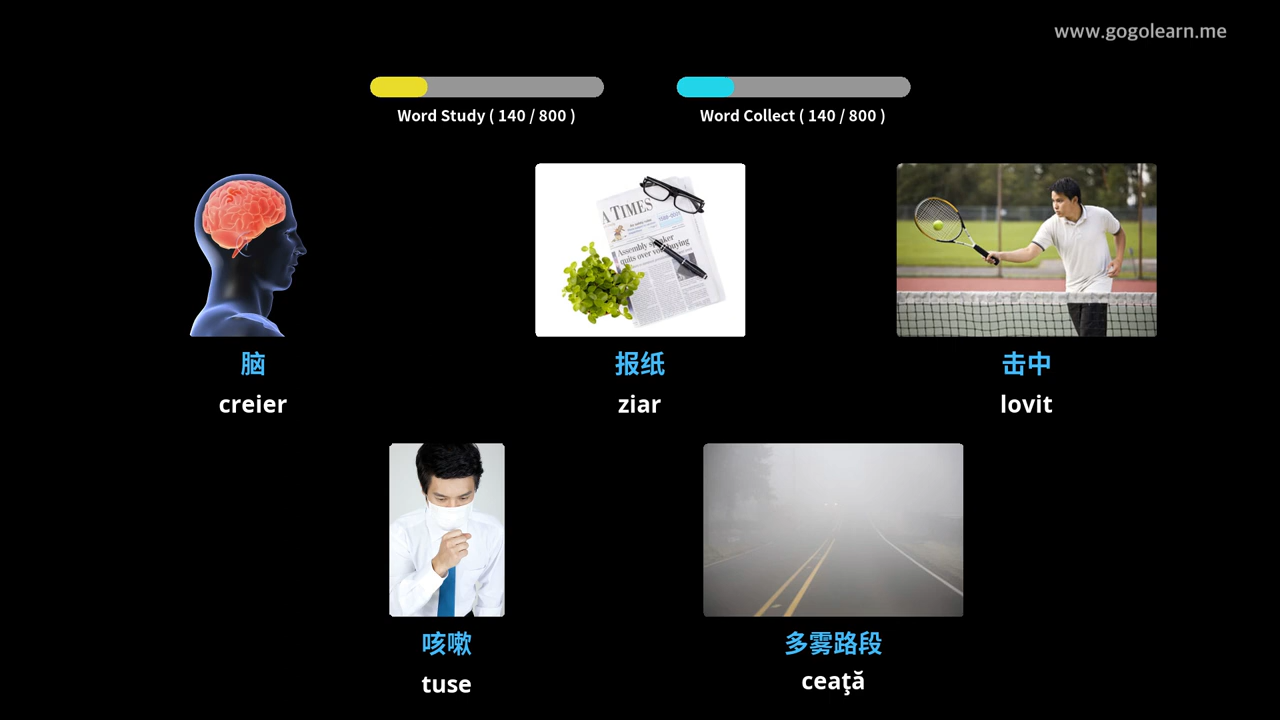 www.gogolearn.me
Word Study ( 140 / 800 )
Word Collect ( 140 / 800 )
A TIMES
脑
报纸
击中
creier
ziar
lovit
咳嗽
多雾路段
tuse
ceaţă